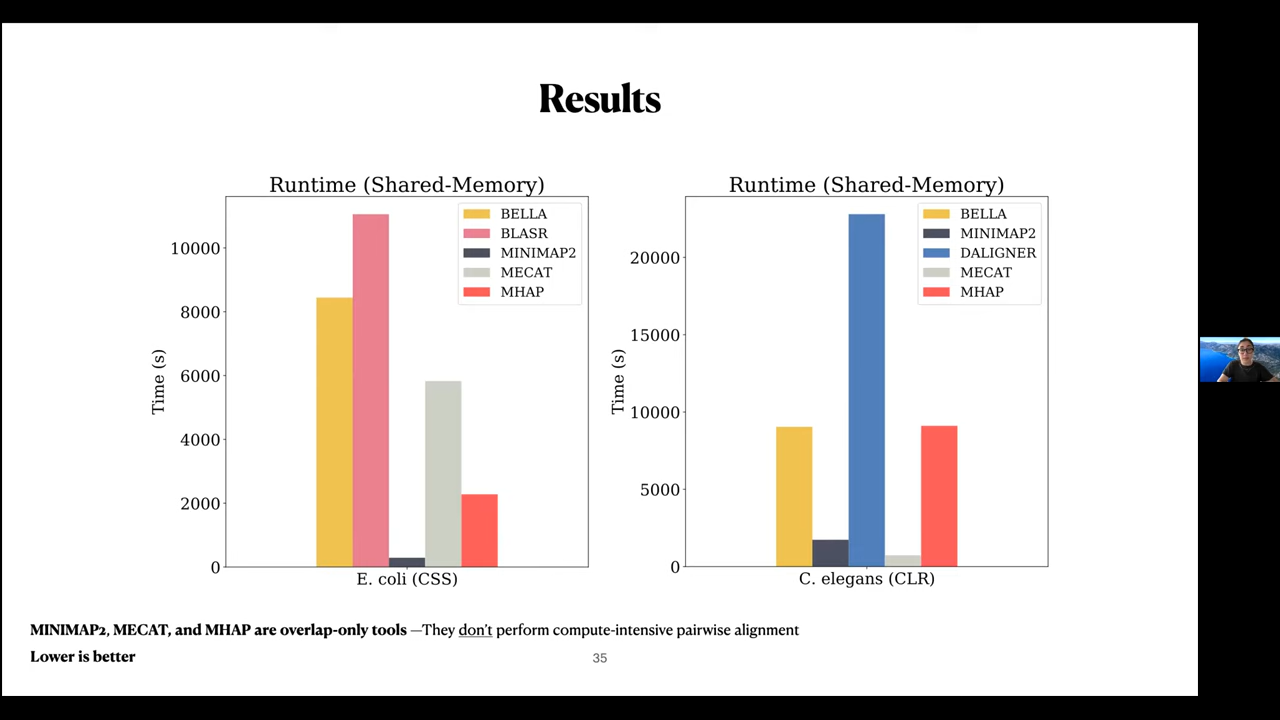 Results
Runtime (Shared-Memory)
10000
8000
6000
4000
2000
0
Time (s)
BELLA
BLASR
MINIMAP2
MECAT
MHAP
E. coli (CSS)
Runtime (Shared-Memory)
20000
15000
10000
5000
0
Time (s)
BELLA
MINIMAP2
DALIGNER
MECAT
MHAP
C. elegans (CLR)
MINIMAP2, MECAT, and MHAP are overlap-only tools —They don't perform compute-intensive pairwise alignment
Lower is better
35